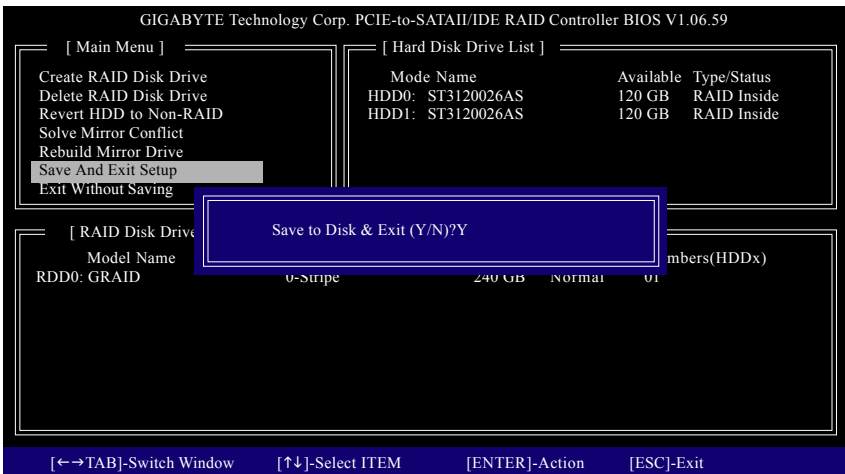 GIGABYTE Technology Corp. PCIE-to-SATAII/IDE RAID Controller BIOS V1.06.59
[ Main Menu ]
Create RAID Disk Drive
Delete RAID Disk Drive
Revert HDD to Non-RAID
Solve Mirror Conflict
Rebuild Mirror Drive
Save And Exit Setup
Exit Without Saving
[ Hard Disk Drive List ]
Mode Name Available Type/Status
HDD0: ST3120026AS 120 GB RAID Inside
HDD1: ST3120026AS 120 GB RAID Inside
Save to Disk & Exit (Y/N)?Y
[ RAID Disk Drive
Model Name mbers(HDDx)
RDD0: GRAID 0-Stripe 240 GB Normal 01
[←→TAB]-Switch Window [↑↓]-Select ITEM [ENTER]-Action [ESC]-Exit